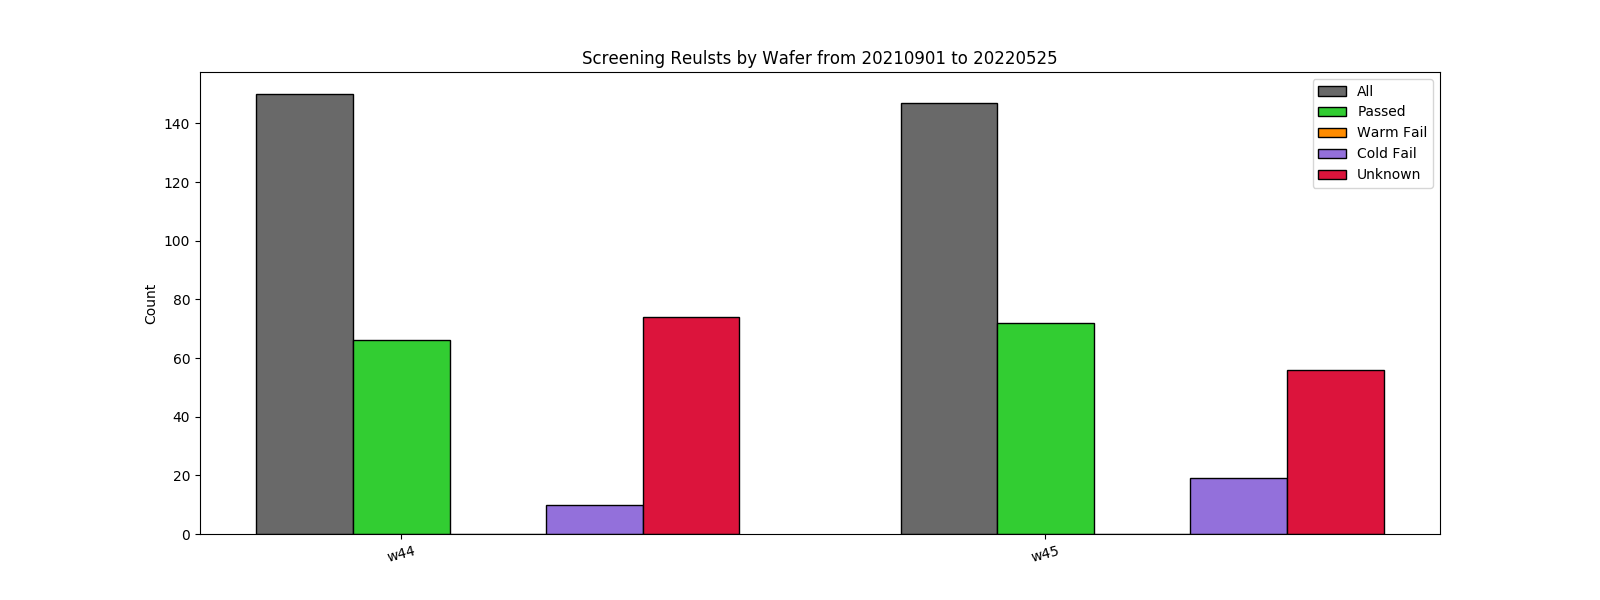 Screening Reulsts by Wafer from 20210901 to 20220525
All
Passed
Warm Fail
Cold Fail
Unknown
Count
140
120
100
80
60
40
20
0
w44
w45